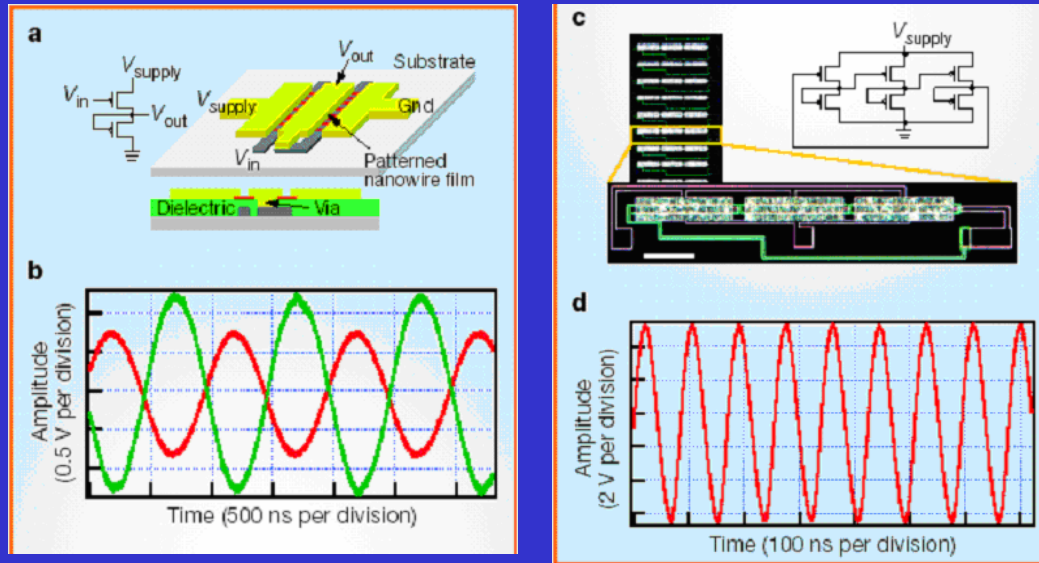 a
V_supply
V_in
V_out
V_out
Substrate
V_supply
Gnd
V_in
Patterned
nanowire film
Dielectric
Via
b
Amplitude
(0.5 V per division)
Time (500 ns per division)
c
V_supply
d
Amplitude
(2 V per division)
Time (100 ns per division)